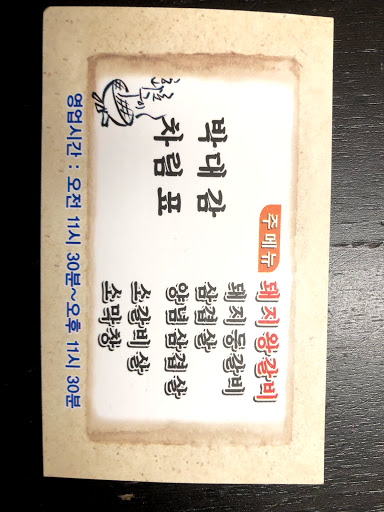 박대감
차림표
주메뉴
돼지왕갈비
돼지등갈비
삼겹살
양념삼겹살
소갈비살
소막창
영업시간 : 오전 11시 30분~오후 11시 30분